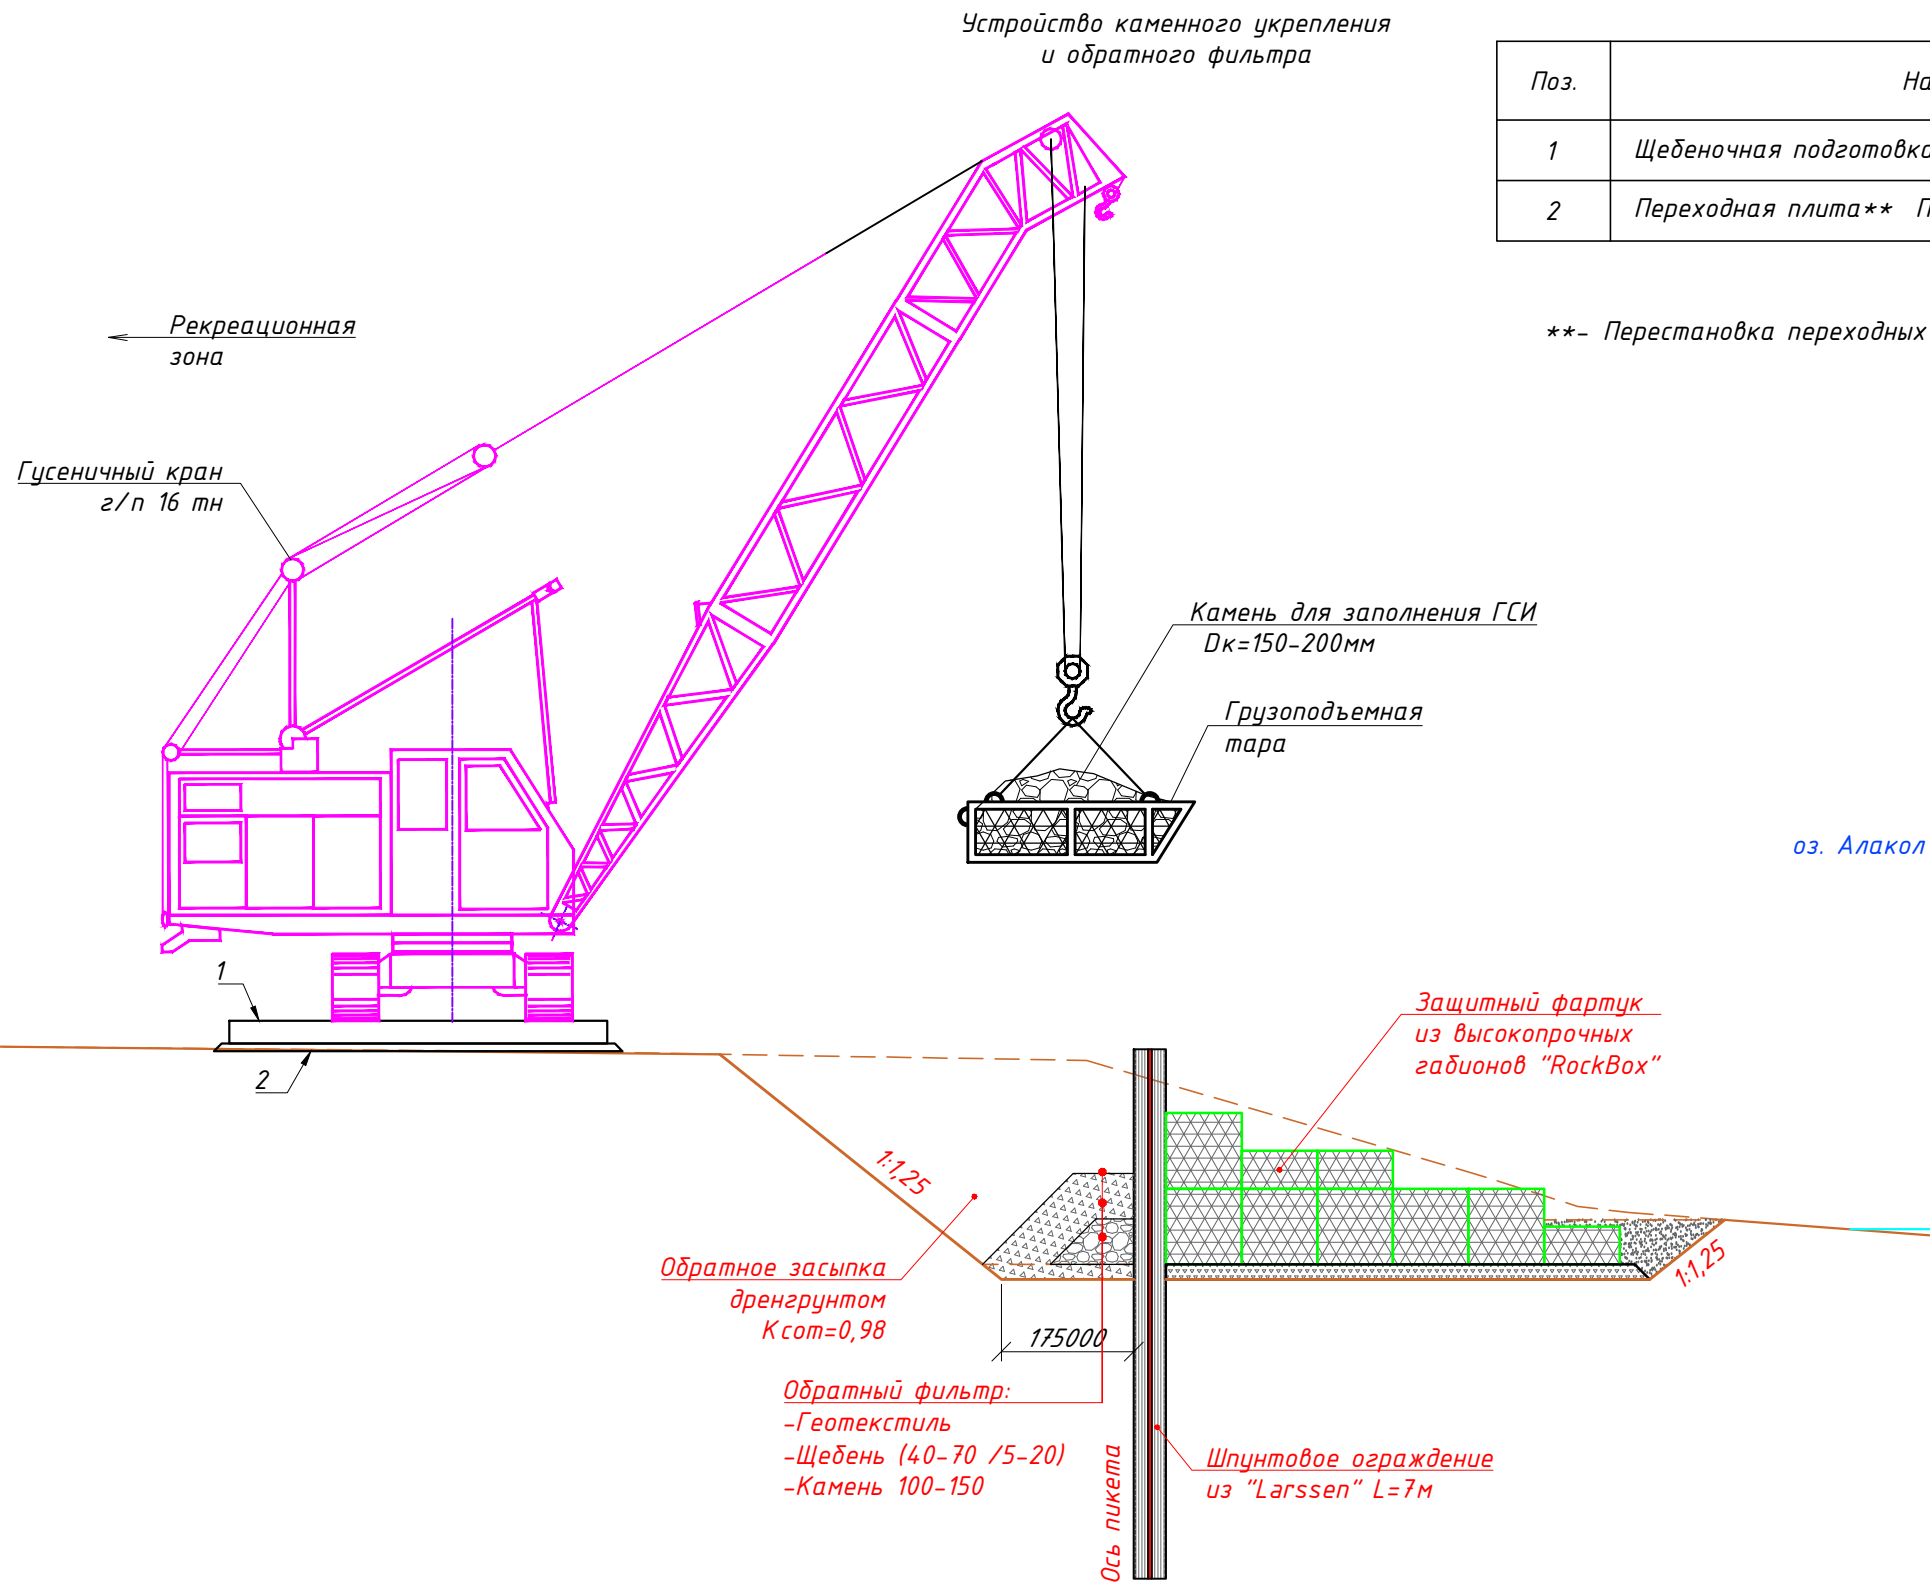 Устройство каменного укрепления
и обратного фильтра
Поз.
На
1
Щебеночная подготовка
2
Переходная плита** П
**- Перестановка переходных
Рекреационная
зона
Гусеничный кран
г/п 16 тн
Камень для заполнения ГСИ
Dк=150-200мм
Грузоподъемная
тара
оз. Алакол
1
2
Защитный фартук
из высокопрочных
габионов "RockBox"
1:1,25
1:1,25
Обратное засыпка
дренгрунтом
Kсот=0,98
175000
Обратный фильтр:
-Геотекстиль
-Щебень (40-70 /5-20)
-Камень 100-150
Ось пикета
Шпунтовое ограждение
из "Larssen" L=7м